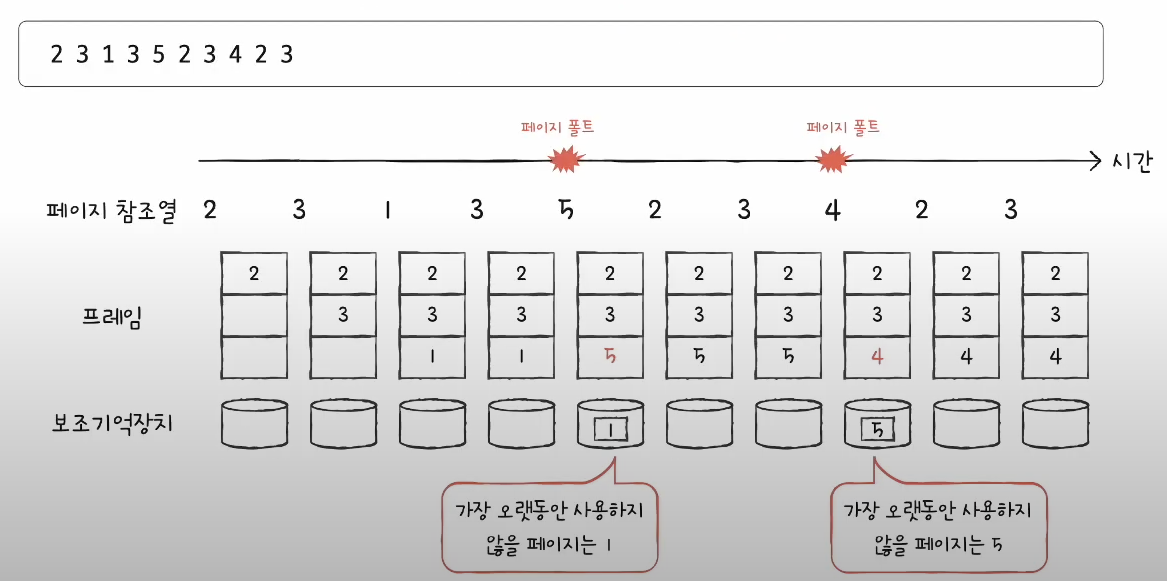 2 3 1 3 5 2 3 4 2 3
페이지 폴트 페이지 폴트
시간
페이지 참조열 2 3 1 3 5 2 3 4 2 3
2 2 2 2 2 2 2 2 2 2
프레임 3 3 3 3 3 3 3 3 3
1 1 5 5 5 4 4 4
보조기억장치 1 5
가장 오랫동안 사용하지
않을 페이지는 1
가장 오랫동안 사용하지
않을 페이지는 5